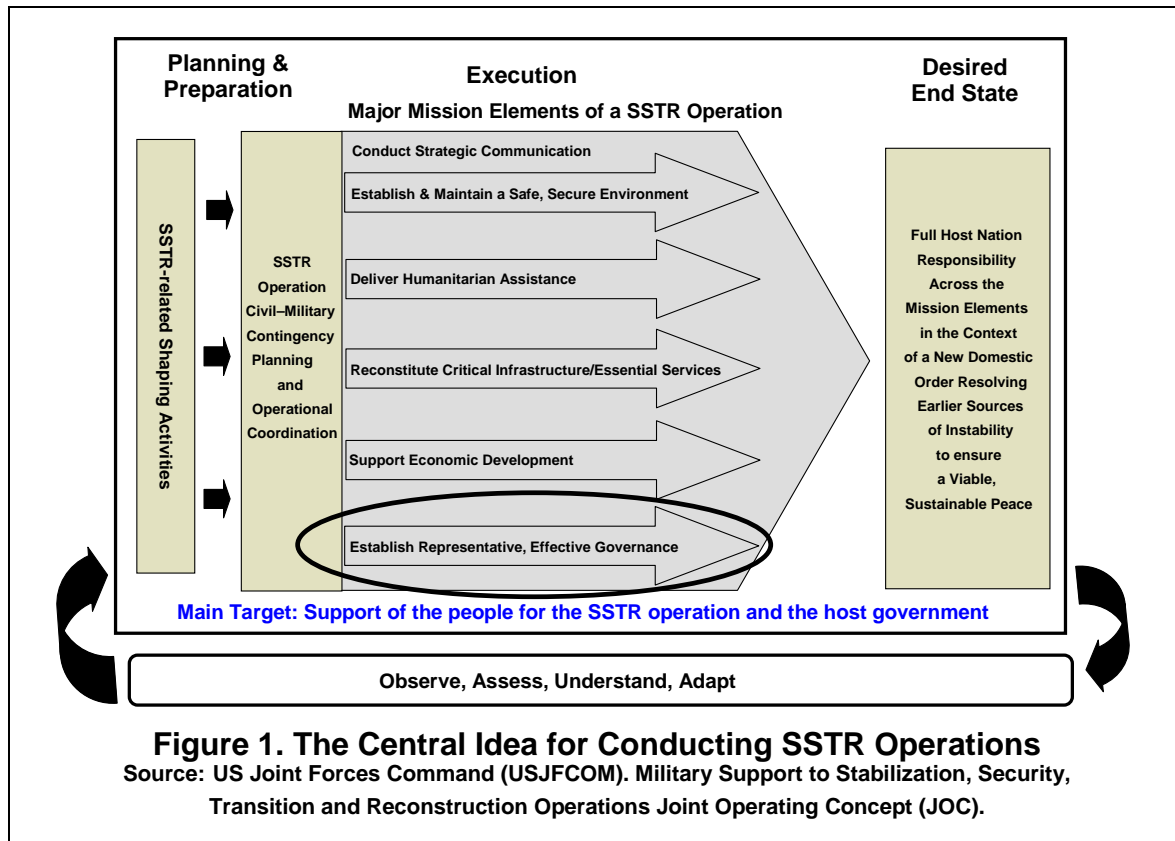 Planning &
Preparation
Execution
Major Mission Elements of a SSTR Operation
Desired
End State
SSTR-related Shaping Activities
SSTR
Operation
Civil–Military
Contingency
Planning
and
Operational
Coordination
Conduct Strategic Communication
Establish & Maintain a Safe, Secure Environment
Deliver Humanitarian Assistance
Reconstitute Critical Infrastructure/Essential Services
Support Economic Development
Establish Representative, Effective Governance
Full Host Nation
Responsibility
Across the
Mission Elements
in the Context
of a New Domestic
Order Resolving
Earlier Sources
of Instability
to ensure
a Viable,
Sustainable Peace
Main Target: Support of the people for the SSTR operation and the host government
Observe, Assess, Understand, Adapt
Figure 1. The Central Idea for Conducting SSTR Operations
Source: US Joint Forces Command (USJFCOM). Military Support to Stabilization, Security,
Transition and Reconstruction Operations Joint Operating Concept (JOC).